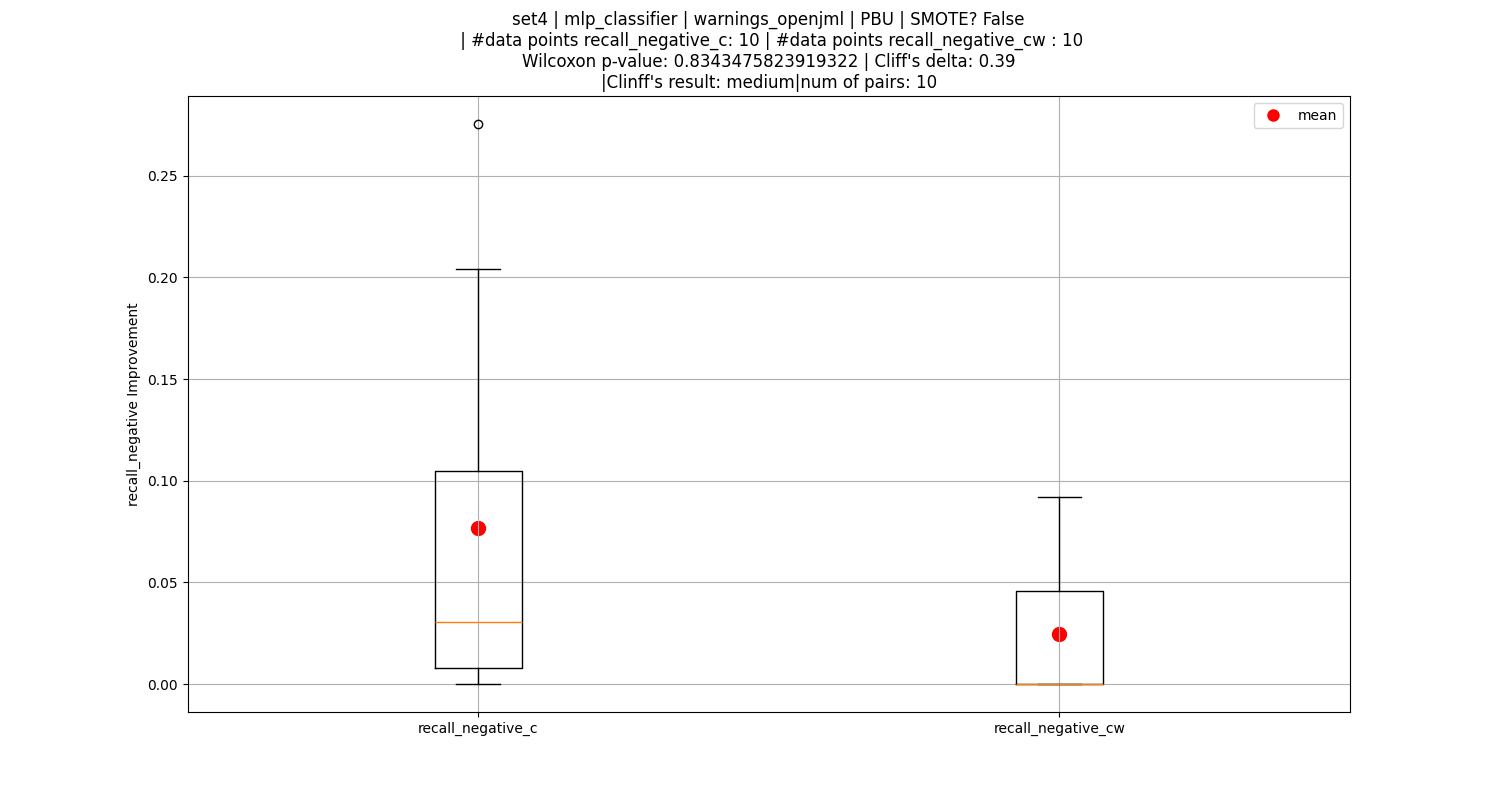 set4 | mlp_classifier | warnings_openjml | PBU | SMOTE? False
| #data points recall_negative_c: 10 | #data points recall_negative_cw : 10
Wilcoxon p-value: 0.8343475823919322 | Cliff's delta: 0.39
|Clinff's result: medium|num of pairs: 10
mean
0.25
0.20
0.15
0.10
0.05
0.00
recall_negative Improvement
recall_negative_c
recall_negative_cw